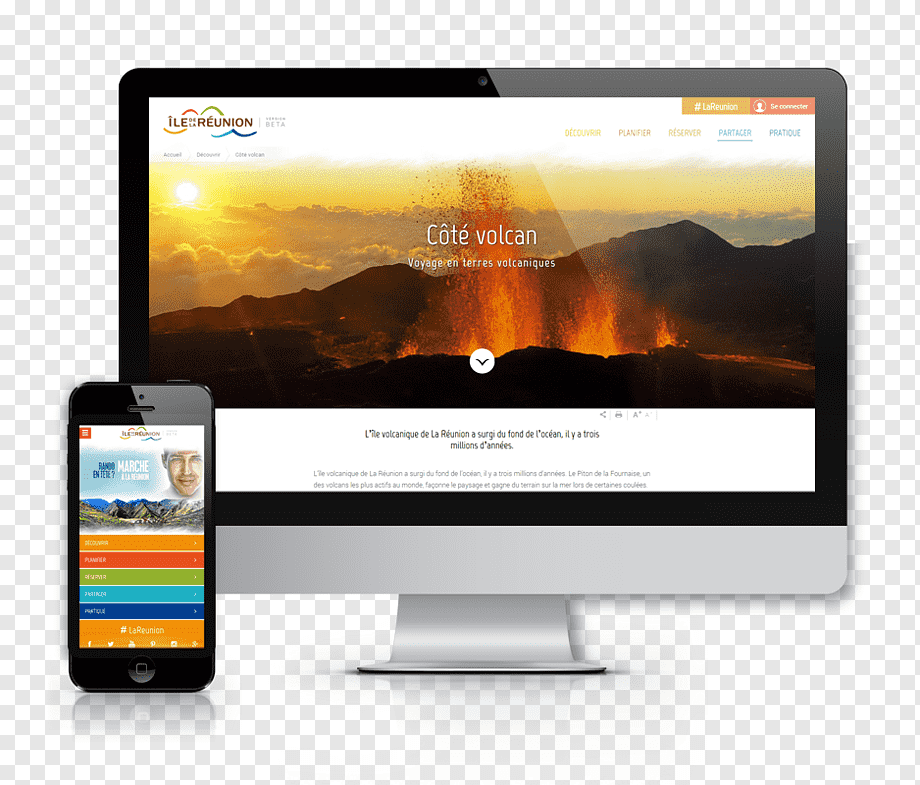 # LaReunion
Se connecter
ÎLE DE LA RÉUNION
VERSION
BETA
DÉCOUVRIR
PLANIFIER
RÉSERVER
PARTAGER
PRATIQUE
Accueil
Découvrir
Côté volcan
Côté volcan
Voyage en terres volcaniques
A+
A-
L'île volcanique de La Réunion a surgi du fond de l'océan, il y a trois
millions d'années.
L'île volcanique de La Réunion a surgi du fond de l'océan, il y a trois millions d'années. Le Piton de la Fournaise, un
des volcans les plus actifs au monde, façonne le paysage et gagne du terrain sur la mer lors de certaines coulées.
ÎLE DE LA RÉUNION
RANDO
EN TÊTE ?
MARCHE
À LA RÉUNION
DÉCOUVRIR
PLANIFIER
RÉSERVER
PARTAGER
PRATIQUE
# LaReunion